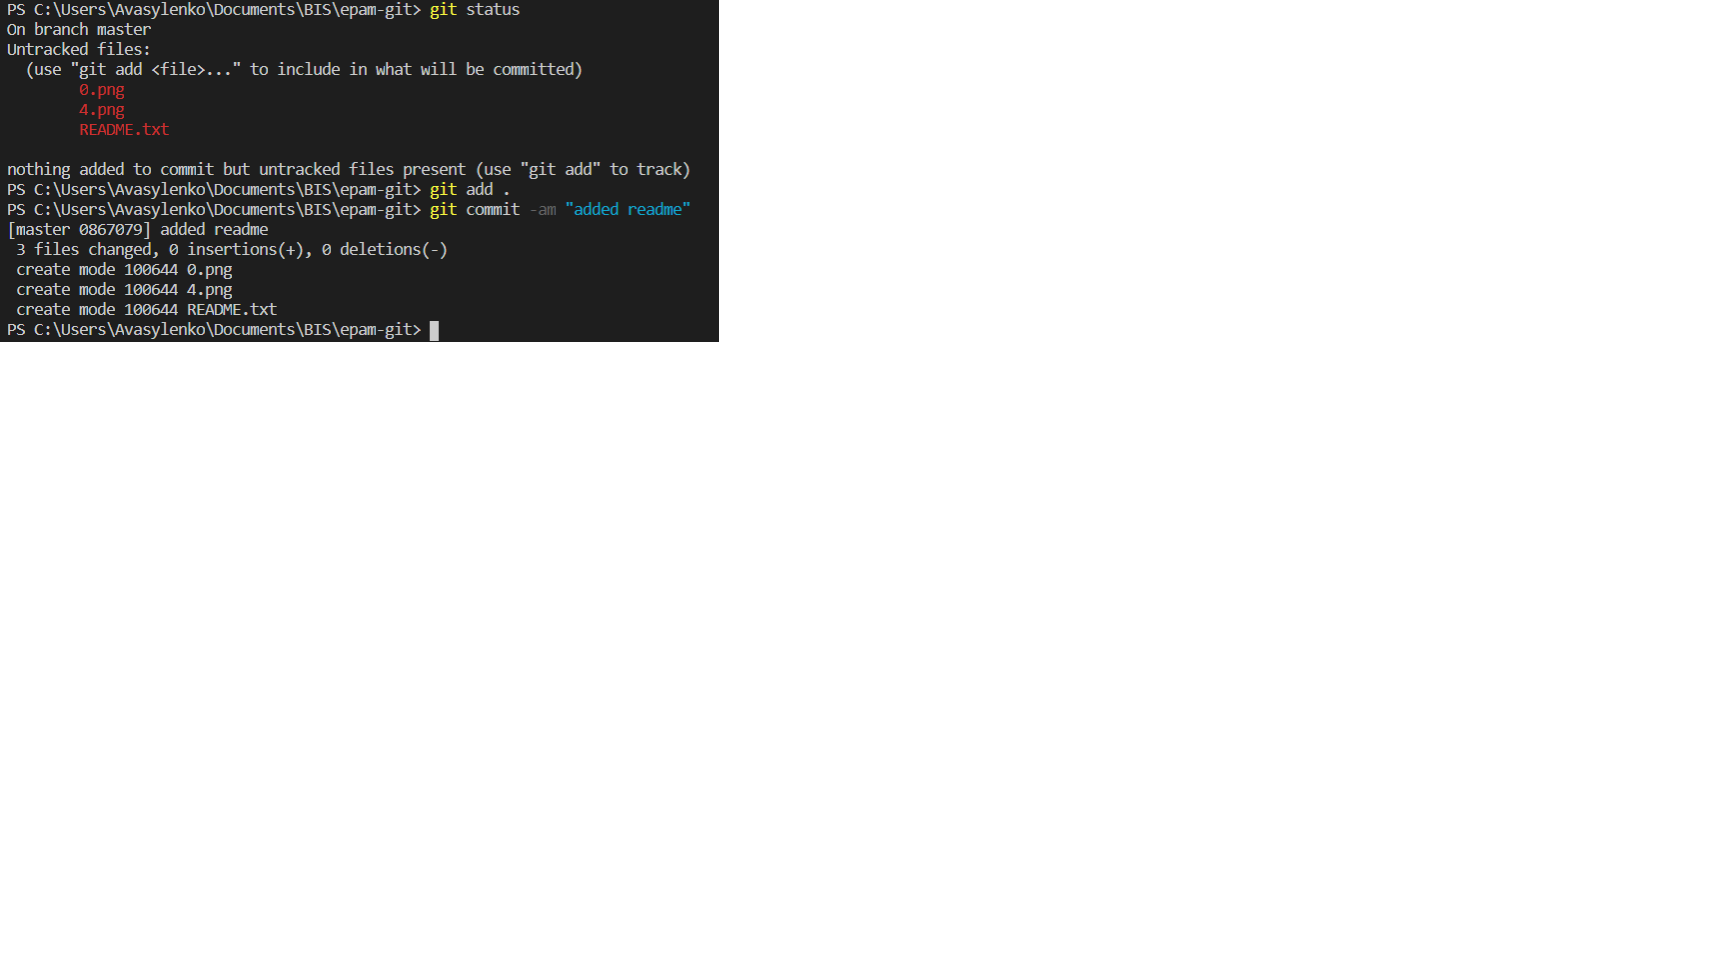 PS C:\Users\Avasylenko\Documents\BIS\epam-git> git status
On branch master
Untracked files:
  (use "git add <file>..." to include in what will be committed)
        0.png
        4.png
        README.txt

nothing added to commit but untracked files present (use "git add" to track)
PS C:\Users\Avasylenko\Documents\BIS\epam-git> git add .
PS C:\Users\Avasylenko\Documents\BIS\epam-git> git commit -am "added readme"
[master 0867079] added readme
 3 files changed, 0 insertions(+), 0 deletions(-)
 create mode 100644 0.png
 create mode 100644 4.png
 create mode 100644 README.txt
PS C:\Users\Avasylenko\Documents\BIS\epam-git>